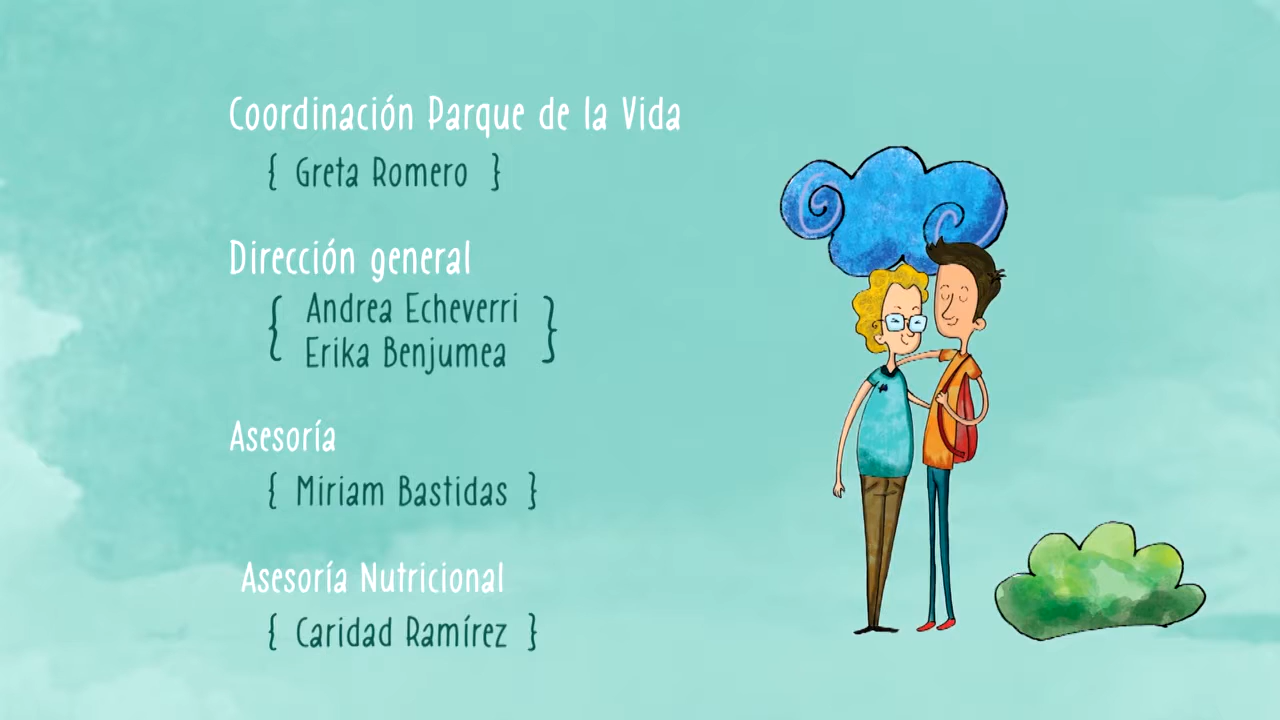 Coordinación Parque de la Vida
{ Greta Romero }
Dirección general
{ Andrea Echeverri
Erika Benjumea }
Asesoría
{ Miriam Bastidas }
Asesoría Nutricional
{ Caridad Ramírez }